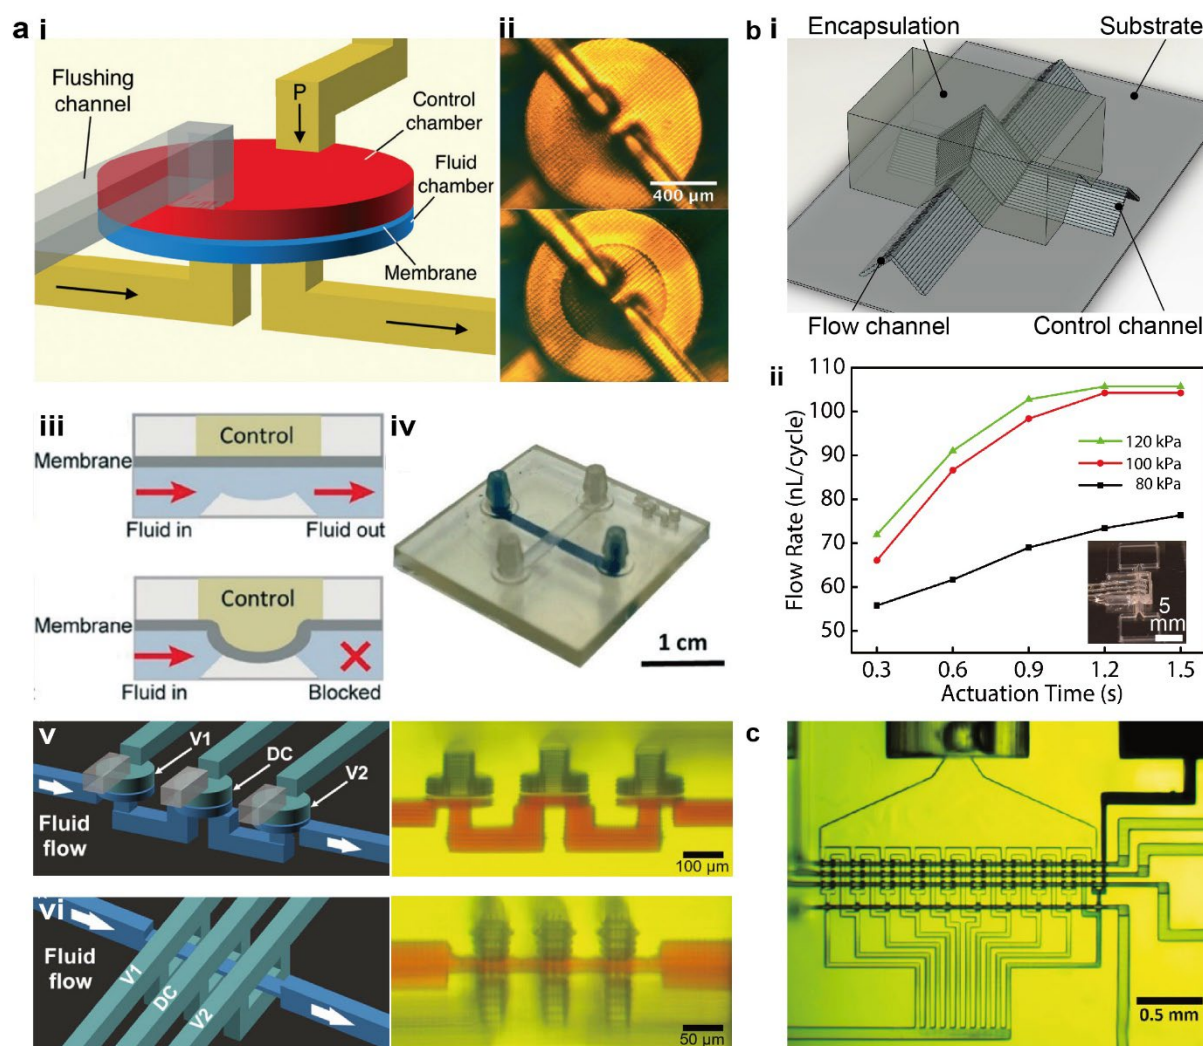 a i
Flushing
channel
P
Control
chamber
Fluid
chamber
Membrane
ii
400 µm
b i
Encapsulation
Substrate
Flow channel
Control channel
ii
110
100
90
80
70
60
50
Flow Rate (nL/cycle)
120 kPa
100 kPa
80 kPa
5
mm
0.3 0.6 0.9 1.2 1.5
Actuation Time (s)
iii
Control
Membrane
Fluid in Fluid out
Control
Membrane
Fluid in Blocked
iv
1 cm
v
V1
DC
V2
Fluid
flow
100 µm
vi
Fluid
flow
V1
DC
V2
50 µm
c
0.5 mm